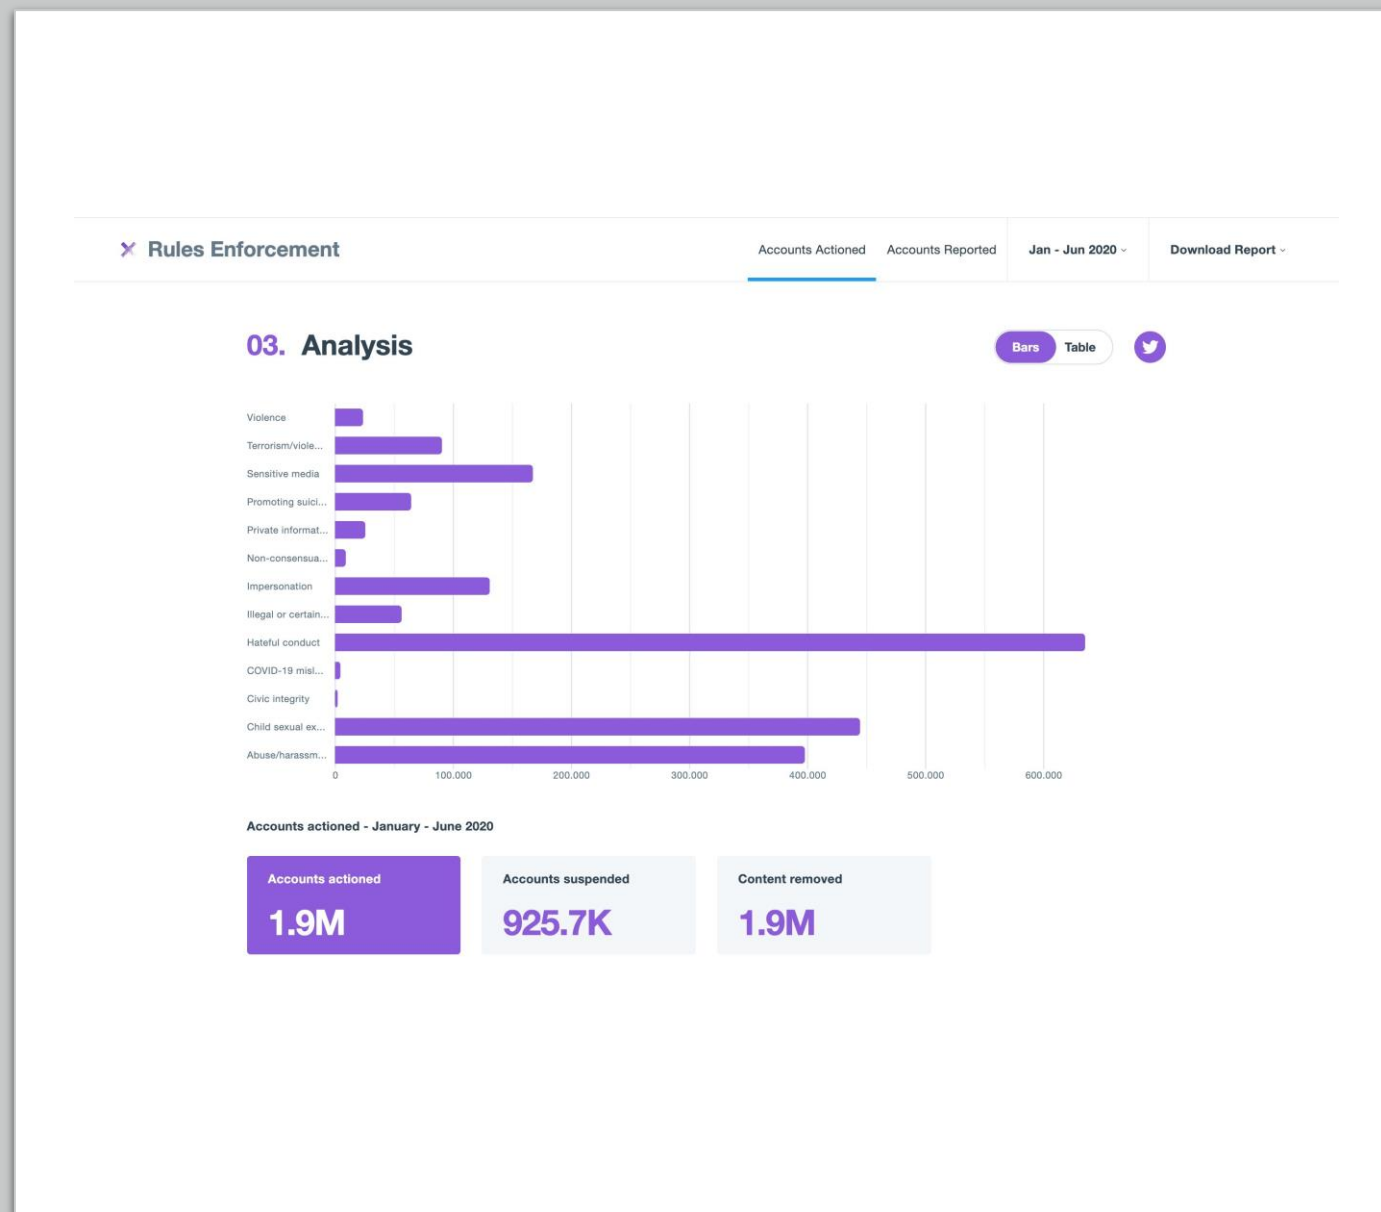 Rules Enforcement
Accounts Actioned
Accounts Reported
Jan - Jun 2020
Download Report
03. Analysis
Bars
Table
Violence
Terrorism/viole...
Sensitive media
Promoting suici...
Private informat...
Non-consensua...
Impersonation
Illegal or certain...
Hateful conduct
COVID-19 misl...
Civic integrity
Child sexual ex...
Abuse/harassm...
0 100.000 200.000 300.000 400.000 500.000 600.000
Accounts actioned - January - June 2020
Accounts actioned
1.9M
Accounts suspended
925.7K
Content removed
1.9M